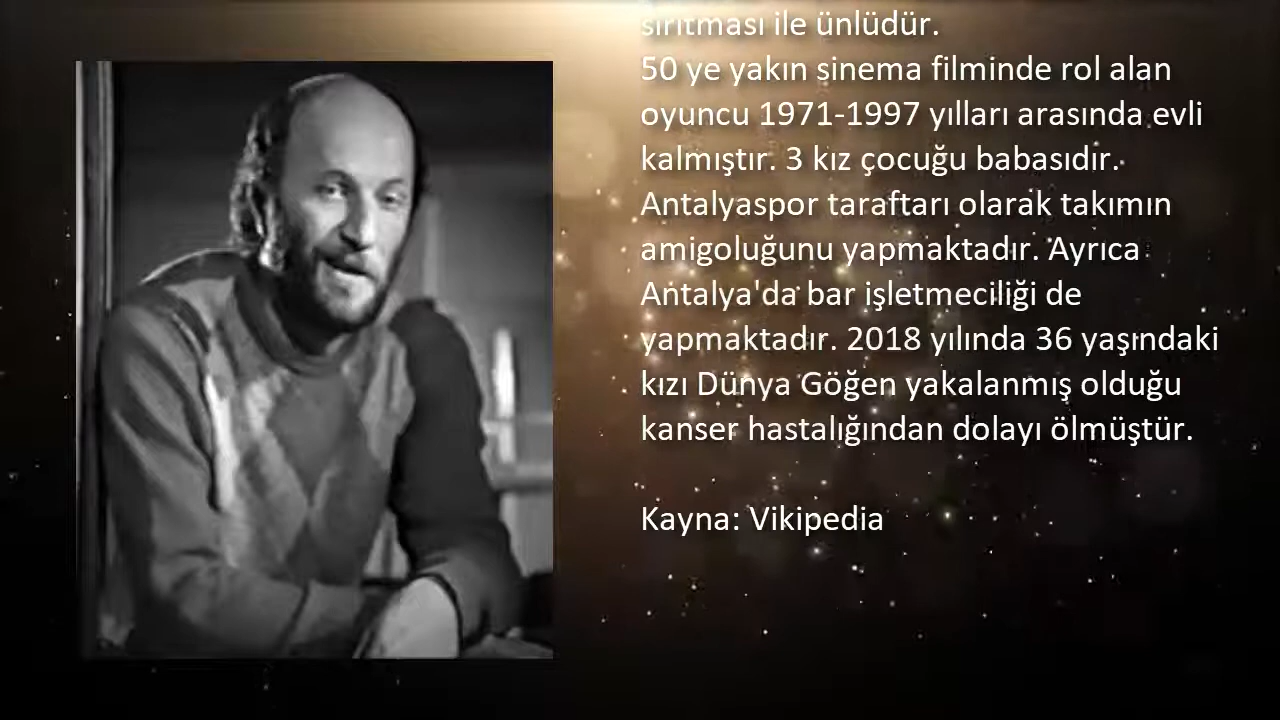 sırıtması ile ünlüdür.
50 ye yakın sinema filminde rol alan
oyuncu 1971-1997 yılları arasında evli
kalmıştır. 3 kız çocuğu babasıdır.
Antalyaspor taraftarı olarak takımın
amigoluğunu yapmaktadır. Ayrıca
Antalya'da bar işletmeciliği de
yapmaktadır. 2018 yılında 36 yaşındaki
kızı Dünya Göğen yakalanmış olduğu
kanser hastalığından dolayı ölmüştür.
Kayna: Vikipedia